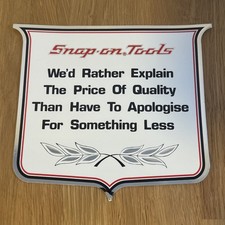 Snap-on Tools
We'd Rather Explain
The Price Of Quality
Than Have To Apologise
For Something Less